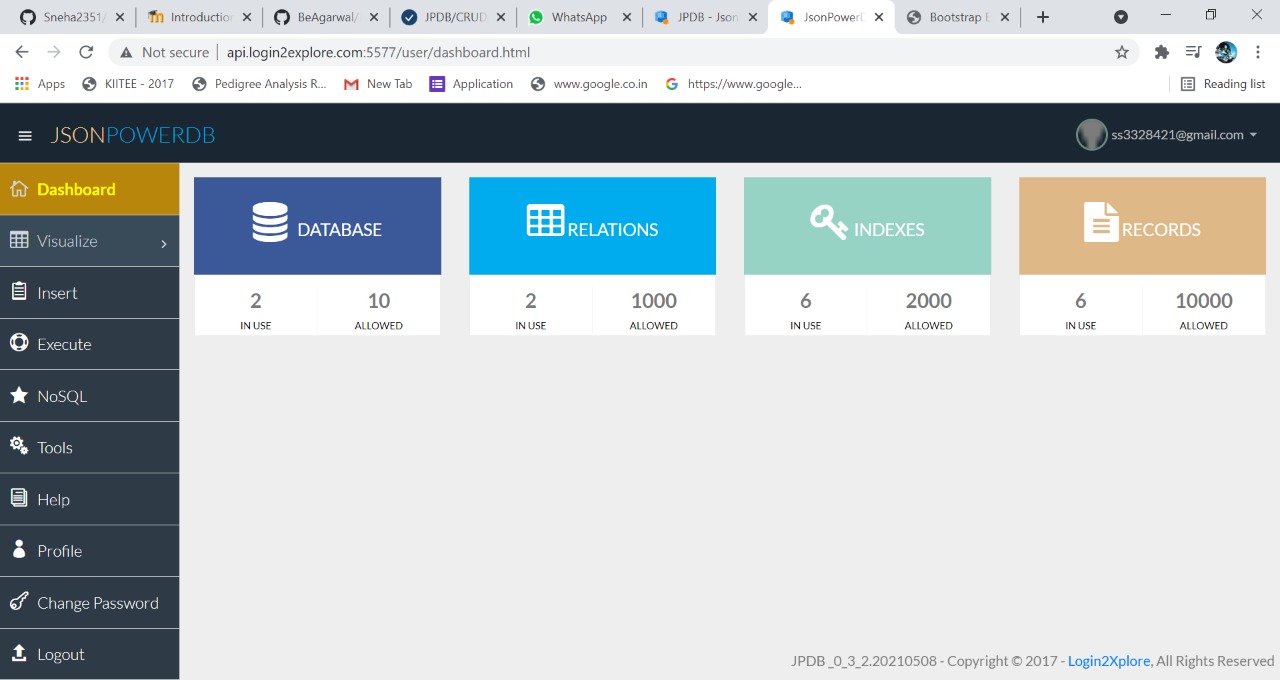 Sneha2351/ Introduction BeAgarwal/ JPDB/CRUD WhatsApp JPDB - Json JsonPowerD Bootstrap E
Not secure api.login2explore.com:5577/user/dashboard.html
Apps KIITEE - 2017 Pedigree Analysis R... New Tab Application www.google.co.in https://www.google... Reading list
JSONPOWERDB ss3328421@gmail.com
Dashboard
Visualize
Insert
Execute
NoSQL
Tools
Help
Profile
Change Password
Logout
DATABASE RELATIONS INDEXES RECORDS
2 10 2 1000 6 2000 6 10000
IN USE ALLOWED IN USE ALLOWED IN USE ALLOWED IN USE ALLOWED
JPDB _0_3_2.20210508 - Copyright © 2017 - Login2Xplore, All Rights Reserved